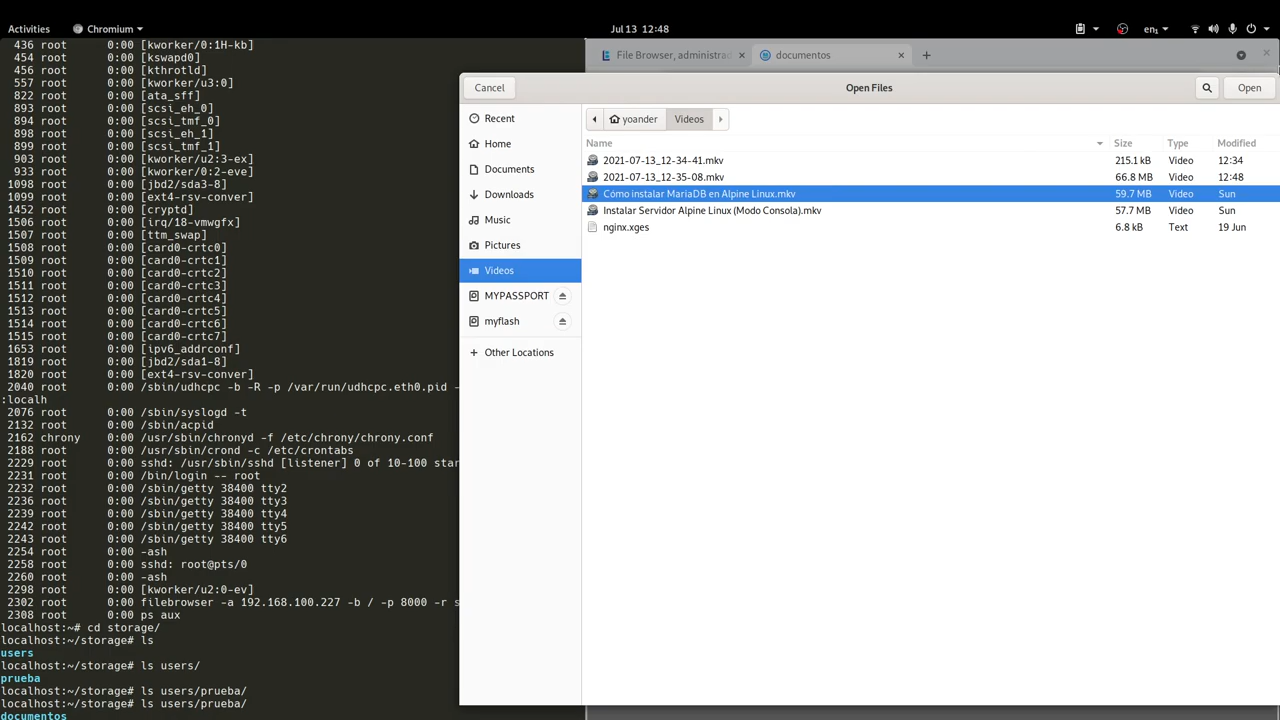 Activities
Chromium
Jul 13 12:48
en₁
436 root 0:00 [kworker/0:1H-kb]
454 root 0:00 [kswapd0]
456 root 0:00 [kthrotld]
557 root 0:00 [kworker/u3:0]
822 root 0:00 [ata_sff]
893 root 0:00 [scsi_eh_0]
894 root 0:00 [scsi_tmf_0]
898 root 0:00 [scsi_eh_1]
899 root 0:00 [scsi_tmf_1]
903 root 0:00 [kworker/u2:3-ex]
932 root 0:00 [kworker/0:2-eve]
1098 root 0:00 [jbd2/sda3-8]
1099 root 0:00 [ext4-rsv-conver]
1452 root 0:00 [cryptd]
1496 root 0:00 [irq/18-vmwgfx]
1507 root 0:00 [ttm_swap]
1508 root 0:00 [card0-crtc0]
1509 root 0:00 [card0-crtc1]
1510 root 0:00 [card0-crtc2]
1511 root 0:00 [card0-crtc3]
1512 root 0:00 [card0-crtc4]
1513 root 0:00 [card0-crtc5]
1514 root 0:00 [card0-crtc6]
1515 root 0:00 [card0-crtc7]
1653 root 0:00 [ipv6_addrconf]
1819 root 0:00 [jbd2/sda1-8]
1820 root 0:00 [ext4-rsv-conver]
2040 root 0:00 /sbin/udhcpc -b -R -p /var/run/udhcpc.eth0.pid -
:localh
2076 root 0:00 /sbin/syslogd -t
2132 root 0:00 /sbin/acpid
2162 chrony 0:00 /usr/sbin/chronyd -f /etc/chrony/chrony.conf
2188 root 0:00 /usr/sbin/crond -c /etc/crontabs
2229 root 0:00 sshd: /usr/sbin/sshd [listener] 0 of 10-100 star
2231 root 0:00 /bin/login -- root
2232 root 0:00 /sbin/getty 38400 tty2
2236 root 0:00 /sbin/getty 38400 tty3
2239 root 0:00 /sbin/getty 38400 tty4
2242 root 0:00 /sbin/getty 38400 tty5
2243 root 0:00 /sbin/getty 38400 tty6
2254 root 0:00 -ash
2258 root 0:00 sshd: root@pts/0
2260 root 0:00 -ash
2298 root 0:00 [kworker/u2:0-ev]
2302 root 0:00 filebrowser -a 192.168.100.227 -b / -p 8000 -r s
2308 root 0:00 ps aux
localhost:~# cd storage/
localhost:~/storage# ls
users
localhost:~/storage# ls users/
prueba
localhost:~/storage# ls users/prueba/
localhost:~/storage# ls users/prueba/
documentos
File Browser, administrad
documentos
Cancel
Open Files
Open
Recent
Home
Documents
Downloads
Music
Pictures
Videos
MYPASSPORT
myflash
Other Locations
yoander
Videos
Name Size Type Modified
2021-07-13_12-34-41.mkv 215.1 kB Video 12:34
2021-07-13_12-35-08.mkv 66.8 MB Video 12:48
Cómo instalar MariaDB en Alpine Linux.mkv 59.7 MB Video Sun
Instalar Servidor Alpine Linux (Modo Consola).mkv 57.7 MB Video Sun
nginx.xges 6.8 kB Text 19 Jun